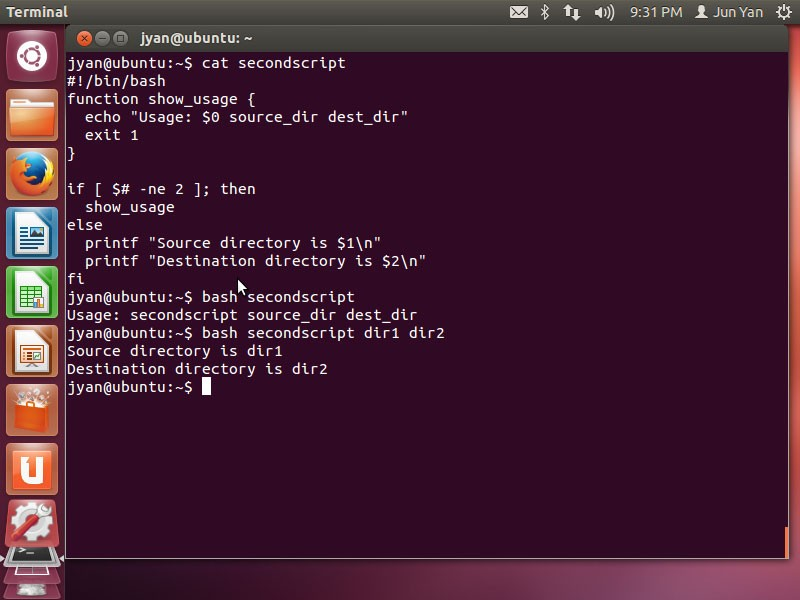 Terminal
9:31 PM Jun Yan
jyan@ubuntu: ~
jyan@ubuntu:~$ cat secondscript
#!/bin/bash
function show_usage {
  echo "Usage: $0 source_dir dest_dir"
  exit 1
}

if [ $# -ne 2 ]; then
  show_usage
else
  printf "Source directory is $1\n"
  printf "Destination directory is $2\n"
fi
jyan@ubuntu:~$ bash secondscript
Usage: secondscript source_dir dest_dir
jyan@ubuntu:~$ bash secondscript dir1 dir2
Source directory is dir1
Destination directory is dir2
jyan@ubuntu:~$